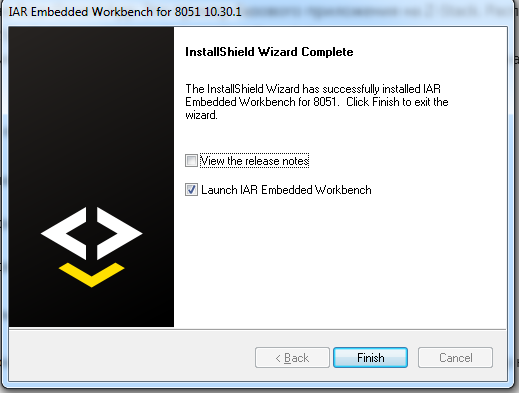 IAR Embedded Workbench for 8051 10.30.1
InstallShield Wizard Complete
The InstallShield Wizard has successfully installed IAR
Embedded Workbench for 8051. Click Finish to exit the
wizard.
View the release notes
Launch IAR Embedded Workbench
< Back
Finish
Cancel